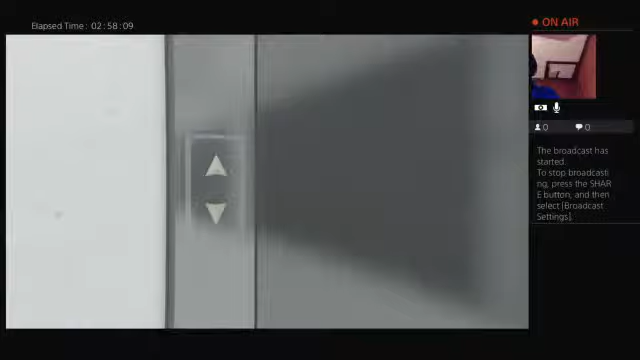 Elapsed Time: 02:58:09
ON AIR
0 0
The broadcast has
started.
To stop broadcasti
ng, press the SHAR
E button, and then
select [Broadcast
Settings].